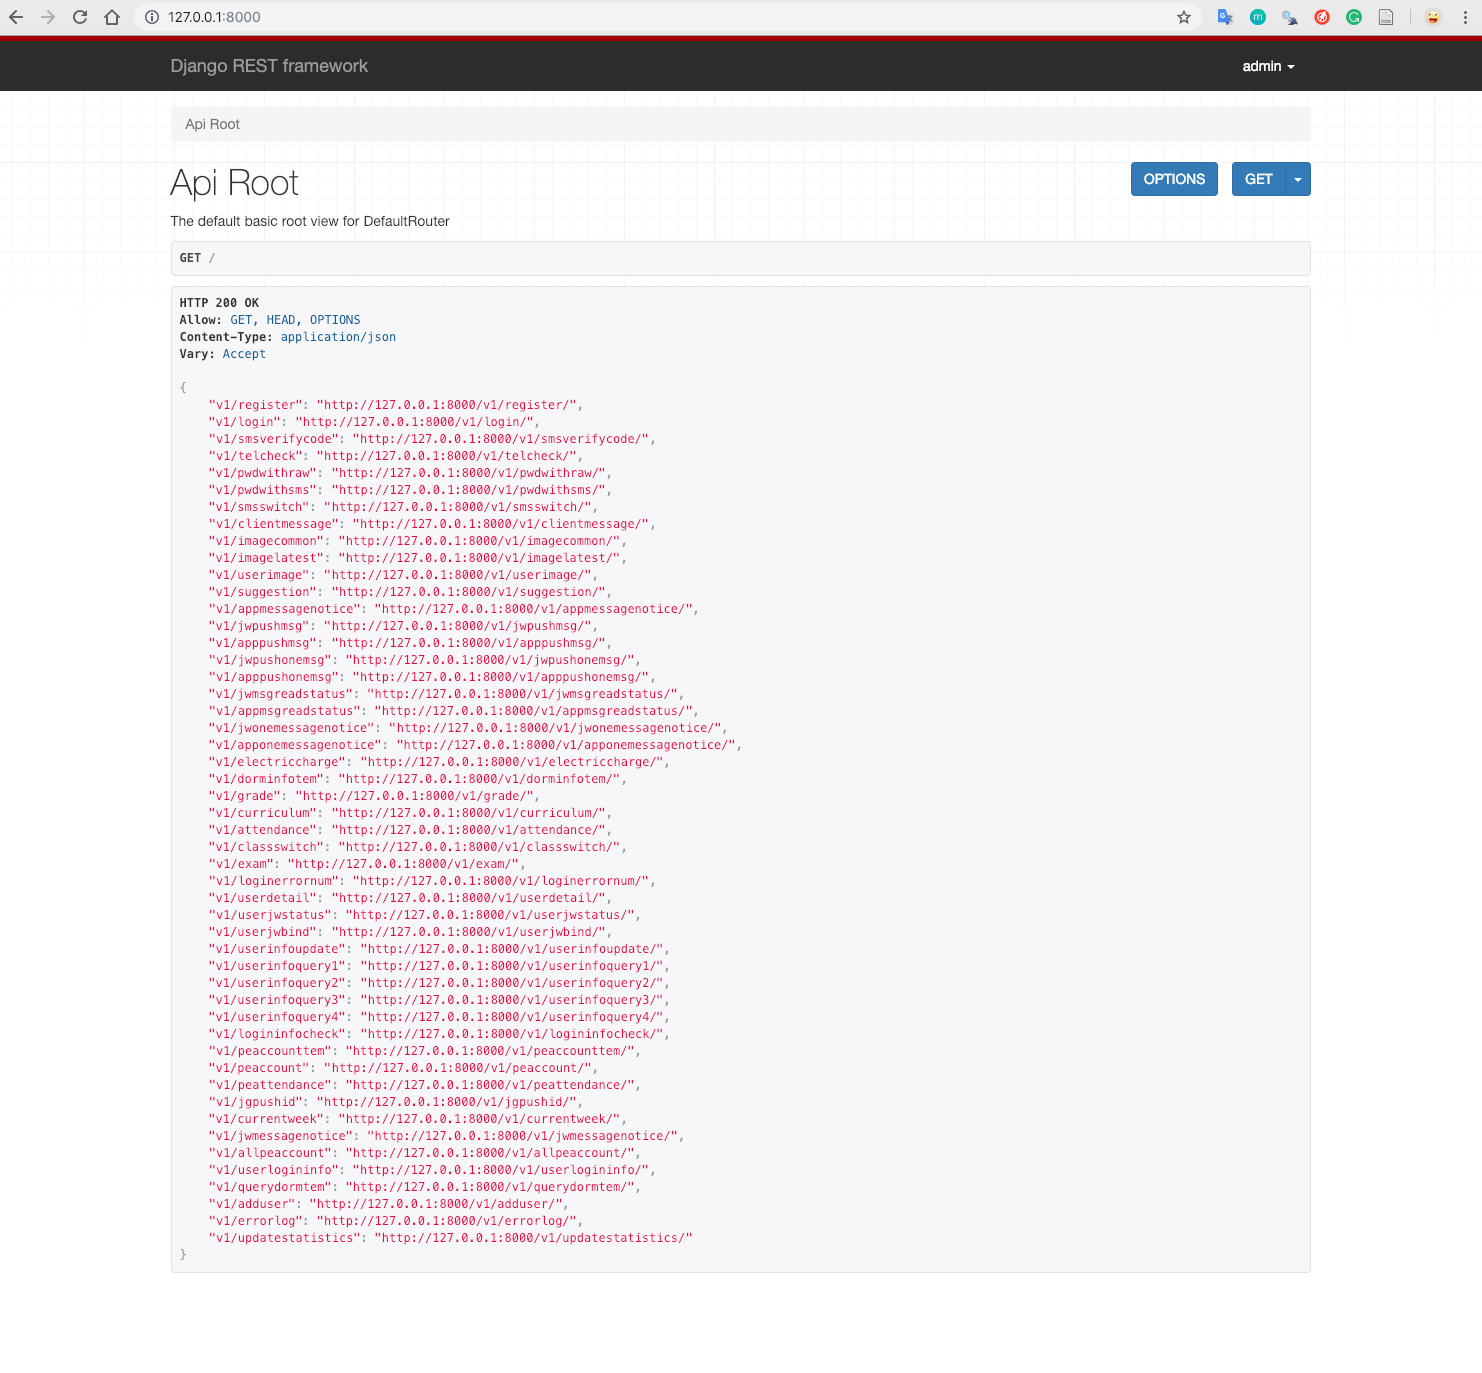 127.0.0.1:8000
Django REST framework
admin
Api Root
Api Root
OPTIONS
GET
The default basic root view for DefaultRouter
GET /
HTTP 200 OK
Allow: GET, HEAD, OPTIONS
Content-Type: application/json
Vary: Accept
{
"v1/register": "http://127.0.0.1:8000/v1/register/",
"v1/login": "http://127.0.0.1:8000/v1/login/",
"v1/smsverifycode": "http://127.0.0.1:8000/v1/smsverifycode/",
"v1/telcheck": "http://127.0.0.1:8000/v1/telcheck/",
"v1/pwdwithraw": "http://127.0.0.1:8000/v1/pwdwithraw/",
"v1/pwdwithsms": "http://127.0.0.1:8000/v1/pwdwithsms/",
"v1/smsswitch": "http://127.0.0.1:8000/v1/smsswitch/",
"v1/clientmessage": "http://127.0.0.1:8000/v1/clientmessage/",
"v1/imagecommon": "http://127.0.0.1:8000/v1/imagecommon/",
"v1/imagelatest": "http://127.0.0.1:8000/v1/imagelatest/",
"v1/userimage": "http://127.0.0.1:8000/v1/userimage/",
"v1/suggestion": "http://127.0.0.1:8000/v1/suggestion/",
"v1/appmessagenotice": "http://127.0.0.1:8000/v1/appmessagenotice/",
"v1/jwpushmsg": "http://127.0.0.1:8000/v1/jwpushmsg/",
"v1/apppushmsg": "http://127.0.0.1:8000/v1/apppushmsg/",
"v1/jwpushonemsg": "http://127.0.0.1:8000/v1/jwpushonemsg/",
"v1/apppushonemsg": "http://127.0.0.1:8000/v1/apppushonemsg/",
"v1/jwmsgreadstatus": "http://127.0.0.1:8000/v1/jwmsgreadstatus/",
"v1/appmsgreadstatus": "http://127.0.0.1:8000/v1/appmsgreadstatus/",
"v1/jwonemessagenotice": "http://127.0.0.1:8000/v1/jwonemessagenotice/",
"v1/apponemessagenotice": "http://127.0.0.1:8000/v1/apponemessagenotice/",
"v1/electriccharge": "http://127.0.0.1:8000/v1/electriccharge/",
"v1/dorminfotem": "http://127.0.0.1:8000/v1/dorminfotem/",
"v1/grade": "http://127.0.0.1:8000/v1/grade/",
"v1/curriculum": "http://127.0.0.1:8000/v1/curriculum/",
"v1/attendance": "http://127.0.0.1:8000/v1/attendance/",
"v1/classswitch": "http://127.0.0.1:8000/v1/classswitch/",
"v1/exam": "http://127.0.0.1:8000/v1/exam/",
"v1/loginerrornum": "http://127.0.0.1:8000/v1/loginerrornum/",
"v1/userdetail": "http://127.0.0.1:8000/v1/userdetail/",
"v1/userjwstatus": "http://127.0.0.1:8000/v1/userjwstatus/",
"v1/userjwbind": "http://127.0.0.1:8000/v1/userjwbind/",
"v1/userinfoupdate": "http://127.0.0.1:8000/v1/userinfoupdate/",
"v1/userinfoquery1": "http://127.0.0.1:8000/v1/userinfoquery1/",
"v1/userinfoquery2": "http://127.0.0.1:8000/v1/userinfoquery2/",
"v1/userinfoquery3": "http://127.0.0.1:8000/v1/userinfoquery3/",
"v1/userinfoquery4": "http://127.0.0.1:8000/v1/userinfoquery4/",
"v1/logininfocheck": "http://127.0.0.1:8000/v1/logininfocheck/",
"v1/peaccounttem": "http://127.0.0.1:8000/v1/peaccounttem/",
"v1/peaccount": "http://127.0.0.1:8000/v1/peaccount/",
"v1/peattendance": "http://127.0.0.1:8000/v1/peattendance/",
"v1/jgpushid": "http://127.0.0.1:8000/v1/jgpushid/",
"v1/currentweek": "http://127.0.0.1:8000/v1/currentweek/",
"v1/jwmessagenotice": "http://127.0.0.1:8000/v1/jwmessagenotice/",
"v1/allpeaccount": "http://127.0.0.1:8000/v1/allpeaccount/",
"v1/userlogininfo": "http://127.0.0.1:8000/v1/userlogininfo/",
"v1/querydormtem": "http://127.0.0.1:8000/v1/querydormtem/",
"v1/adduser": "http://127.0.0.1:8000/v1/adduser/",
"v1/errorlog": "http://127.0.0.1:8000/v1/errorlog/",
"v1/updatestatistics": "http://127.0.0.1:8000/v1/updatestatistics/"
}